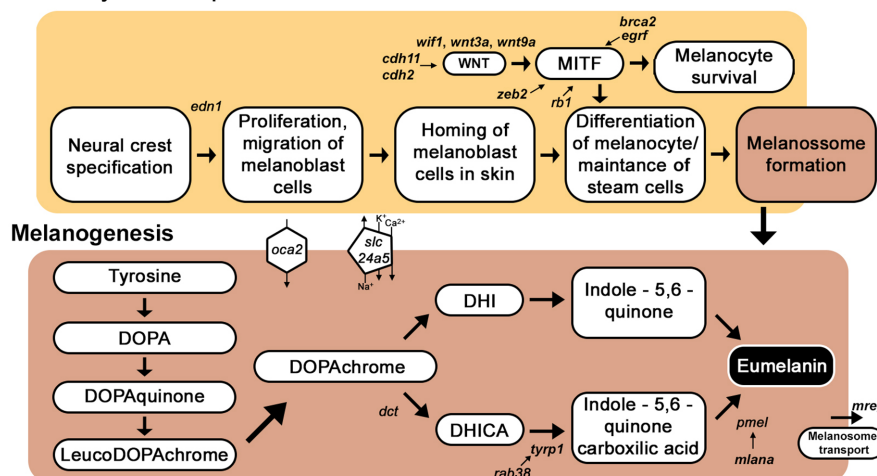 wif1, wnt3a, wnt9a
brca2
egrf
cdh11
cdh2
WNT
MITF
Melanocyte
survival
zeb2
rb1
edn1
Neural crest
specification
Proliferation,
migration of
melanoblast
cells
Homing of
melanoblast
cells in skin
Differentiation
of melanocyte/
maintance of
steam cells
Melanossome
formation
Melanogenesis
oca2
K+
Ca2+
slc
24a5
Na+
Tyrosine
DOPA
DOPAquinone
LeucoDOPAchrome
DOPAchrome
dct
DHI
DHICA
rab38
tyrp1
Indole - 5,6 -
quinone
Indole - 5,6 -
quinone
carboxilic acid
Eumelanin
pmel
mlana
mre
Melanosome
transport